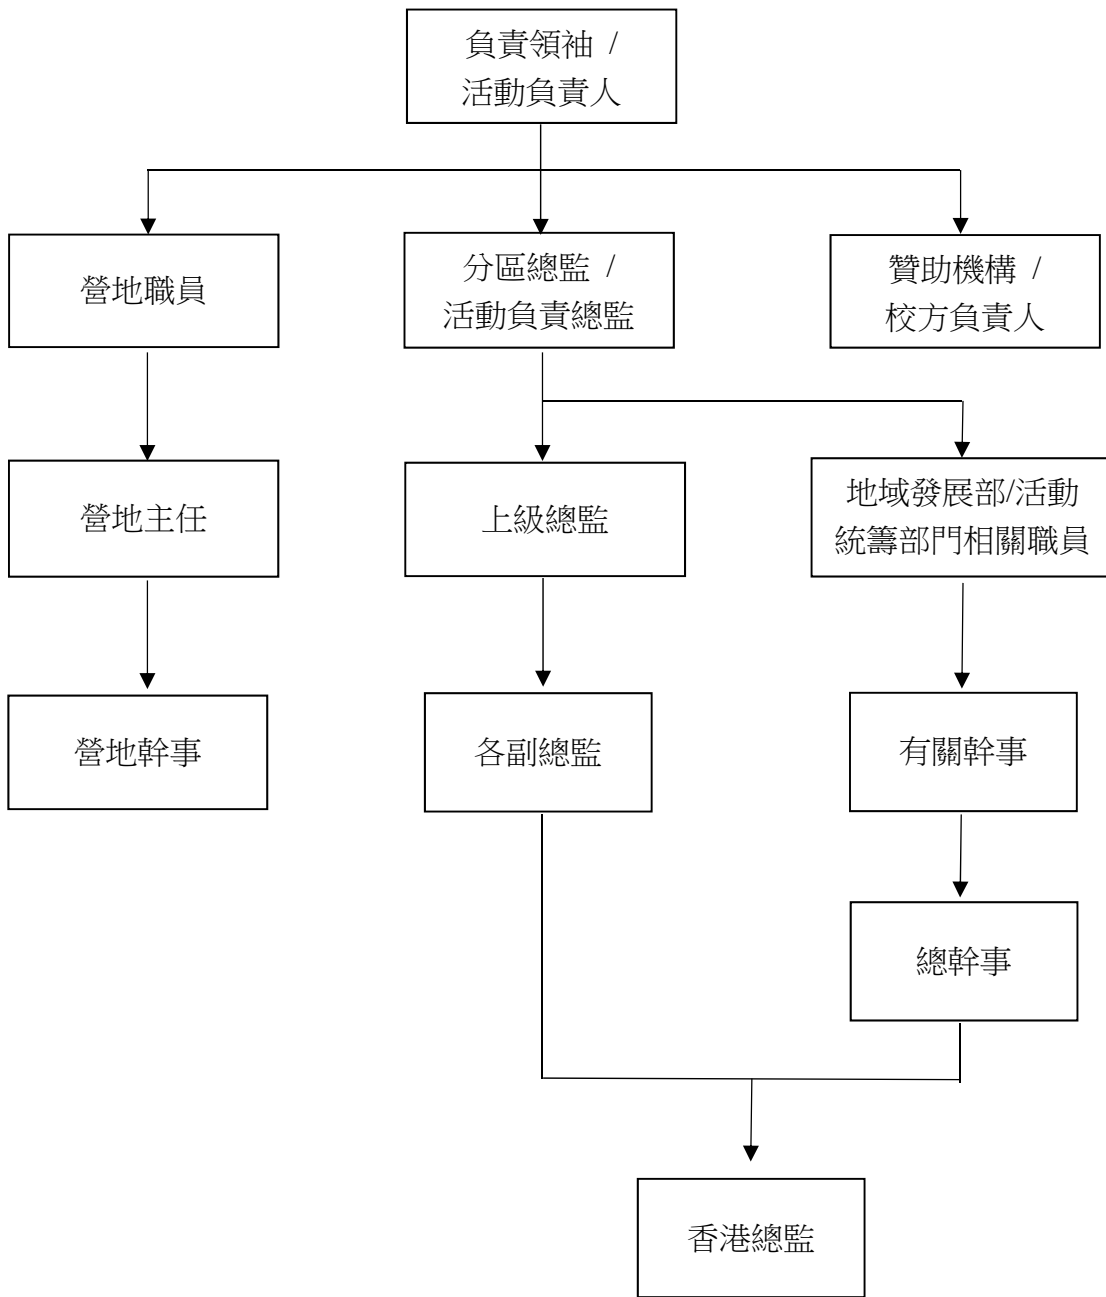 負責領袖 /
活動負責人
營地職員
分區總監 /
活動負責總監
贊助機構 /
校方負責人
營地主任
上級總監
地域發展部/活動
統籌部門相關職員
營地幹事
各副總監
有關幹事
總幹事
香港總監